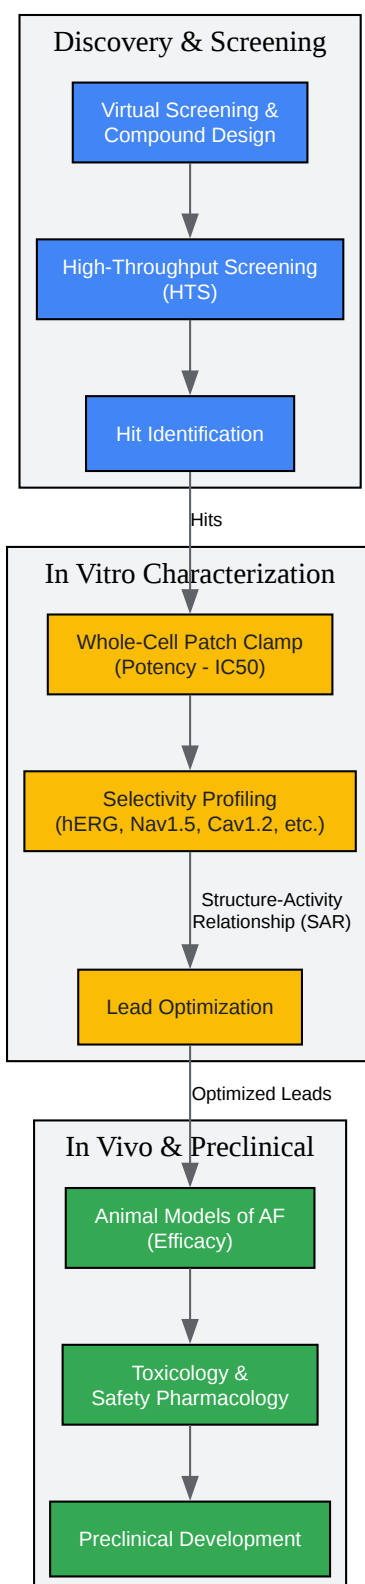 Discovery & Screening
Virtual Screening &
Compound Design
High-Throughput Screening
(HTS)
Hit Identification
Hits
In Vitro Characterization
Whole-Cell Patch Clamp
(Potency - IC50)
Selectivity Profiling
(hERG, Nav1.5, Cav1.2, etc.)
Structure-Activity
Relationship (SAR)
Lead Optimization
Optimized Leads
In Vivo & Preclinical
Animal Models of AF
(Efficacy)
Toxicology &
Safety Pharmacology
Preclinical Development